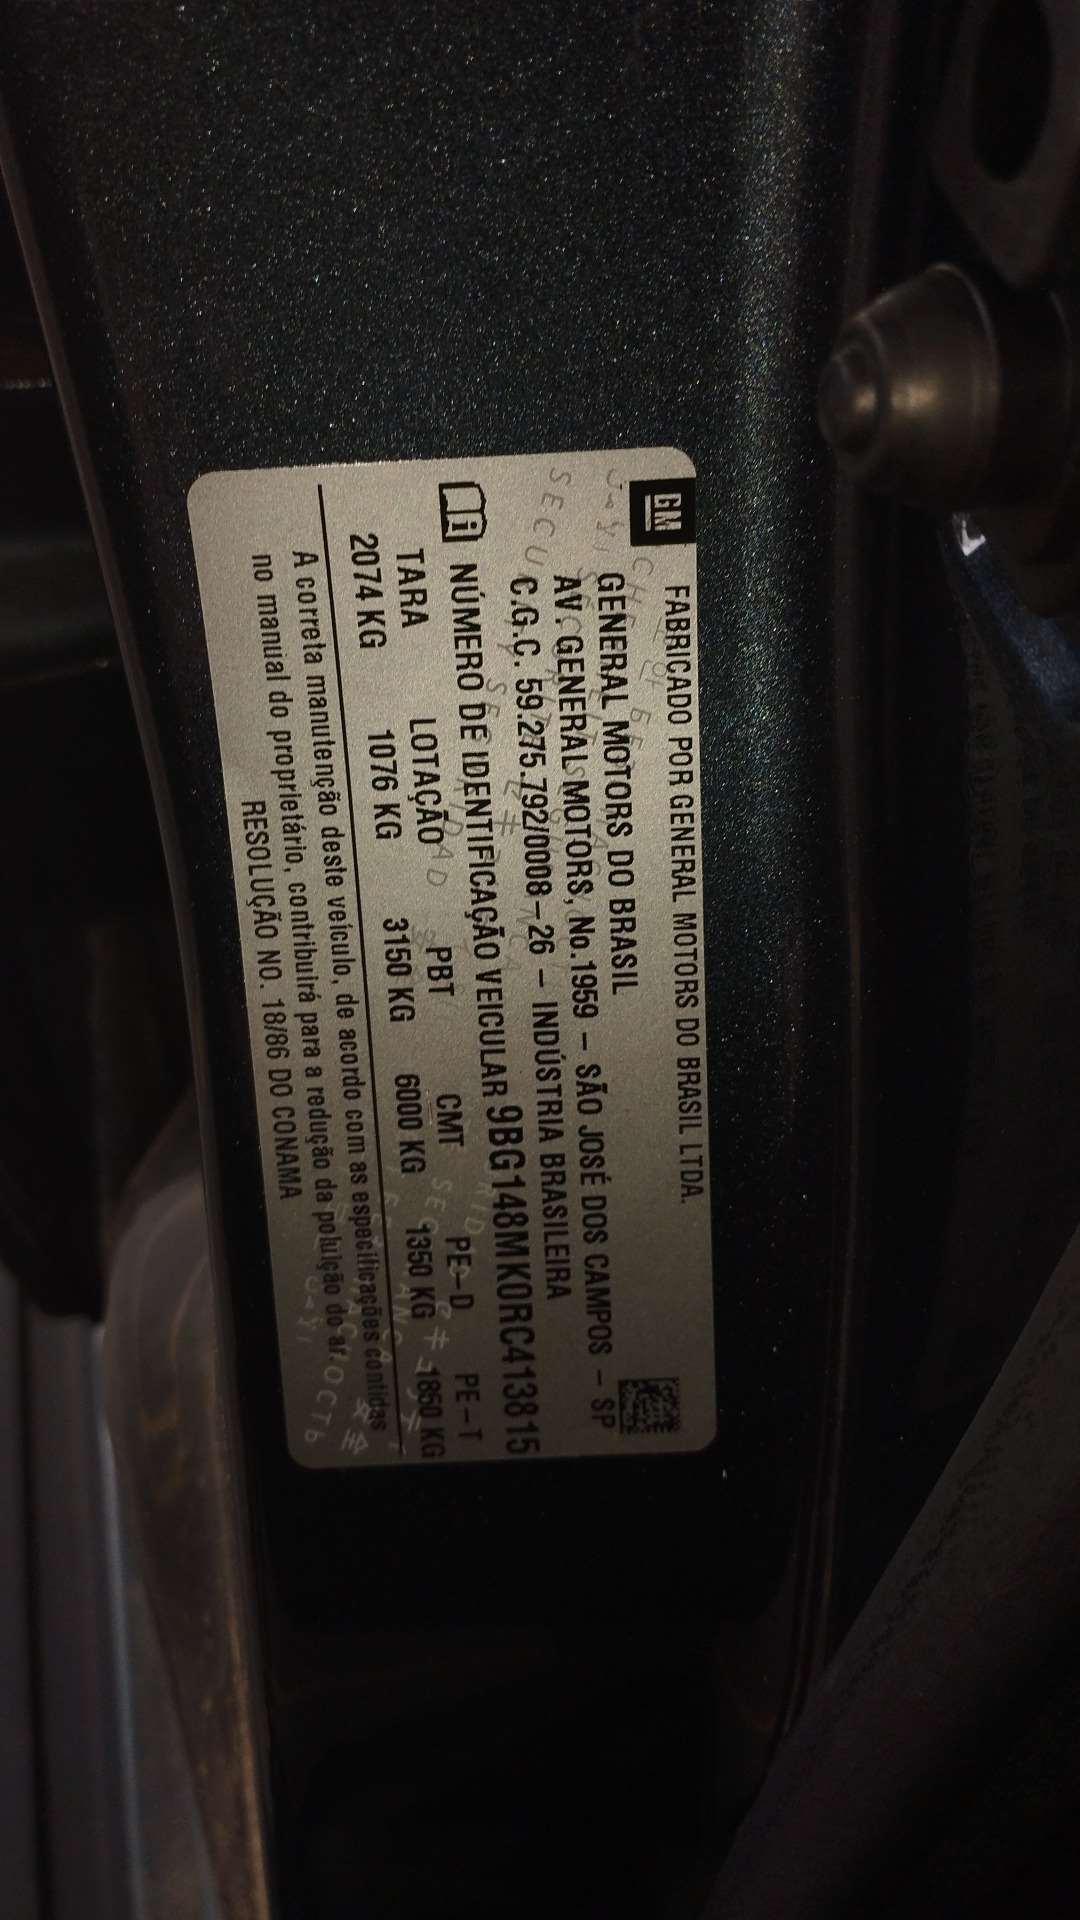 GM
FABRICADO POR GENERAL MOTORS DO BRASIL LTDA.
GENERAL MOTORS DO BRASIL
AV. GENERAL MOTORS, No.1959 – SÃO JOSÉ DOS CAMPOS – SP
C.G.C. 59.275.792/0008–26 – INDÚSTRIA BRASILEIRA
NÚMERO DE IDENTIFICAÇÃO VEICULAR 9BG148MK0RC413815
TARA LOTAÇÃO PBT CMT PE–D PE–T
2074 KG 1076 KG 3150 KG 6000 KG 1350 KG 1850 KG
A correta manutenção deste veículo, de acordo com as especificações contidas
no manual do proprietário, contribuirá para a redução da poluição do ar
RESOLUÇÃO NO. 18/86 DO CONAMA